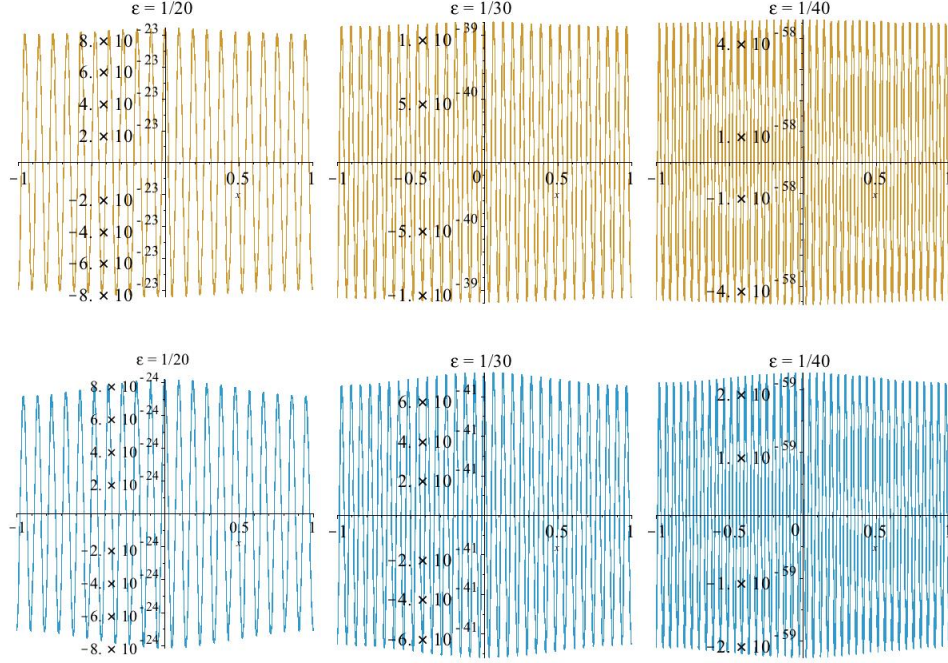 ε = 1/20
8. × 10⁻²³
6. × 10⁻²³
4. × 10⁻²³
2. × 10⁻²³
-1 0.5 1
x
-2. × 10⁻²³
-4. × 10⁻²³
-6. × 10⁻²³
-8. × 10⁻²³
ε = 1/30
1. × 10⁻³⁹
5. × 10⁻⁴⁰
-1 0 0.5 1
x
-5. × 10⁻⁴⁰
-1. × 10⁻³⁹
ε = 1/40
4. × 10⁻⁵⁸
1. × 10⁻⁵⁸
-1 0.5 1
x
-1. × 10⁻⁵⁸
-4. × 10⁻⁵⁸
ε = 1/20
8. × 10⁻²⁴
6. × 10⁻²⁴
4. × 10⁻²⁴
2. × 10⁻²⁴
-1 0.5 1
x
-2. × 10⁻²⁴
-4. × 10⁻²⁴
-6. × 10⁻²⁴
-8. × 10⁻²⁴
ε = 1/30
6. × 10⁻⁴¹
4. × 10⁻⁴¹
2. × 10⁻⁴¹
-1 0.5 1
x
-2. × 10⁻⁴¹
-4. × 10⁻⁴¹
-6. × 10⁻⁴¹
ε = 1/40
2. × 10⁻⁵⁹
1. × 10⁻⁵⁹
-1 -0.5 0 0.5 1
x
-1. × 10⁻⁵⁹
-2. × 10⁻⁵⁹